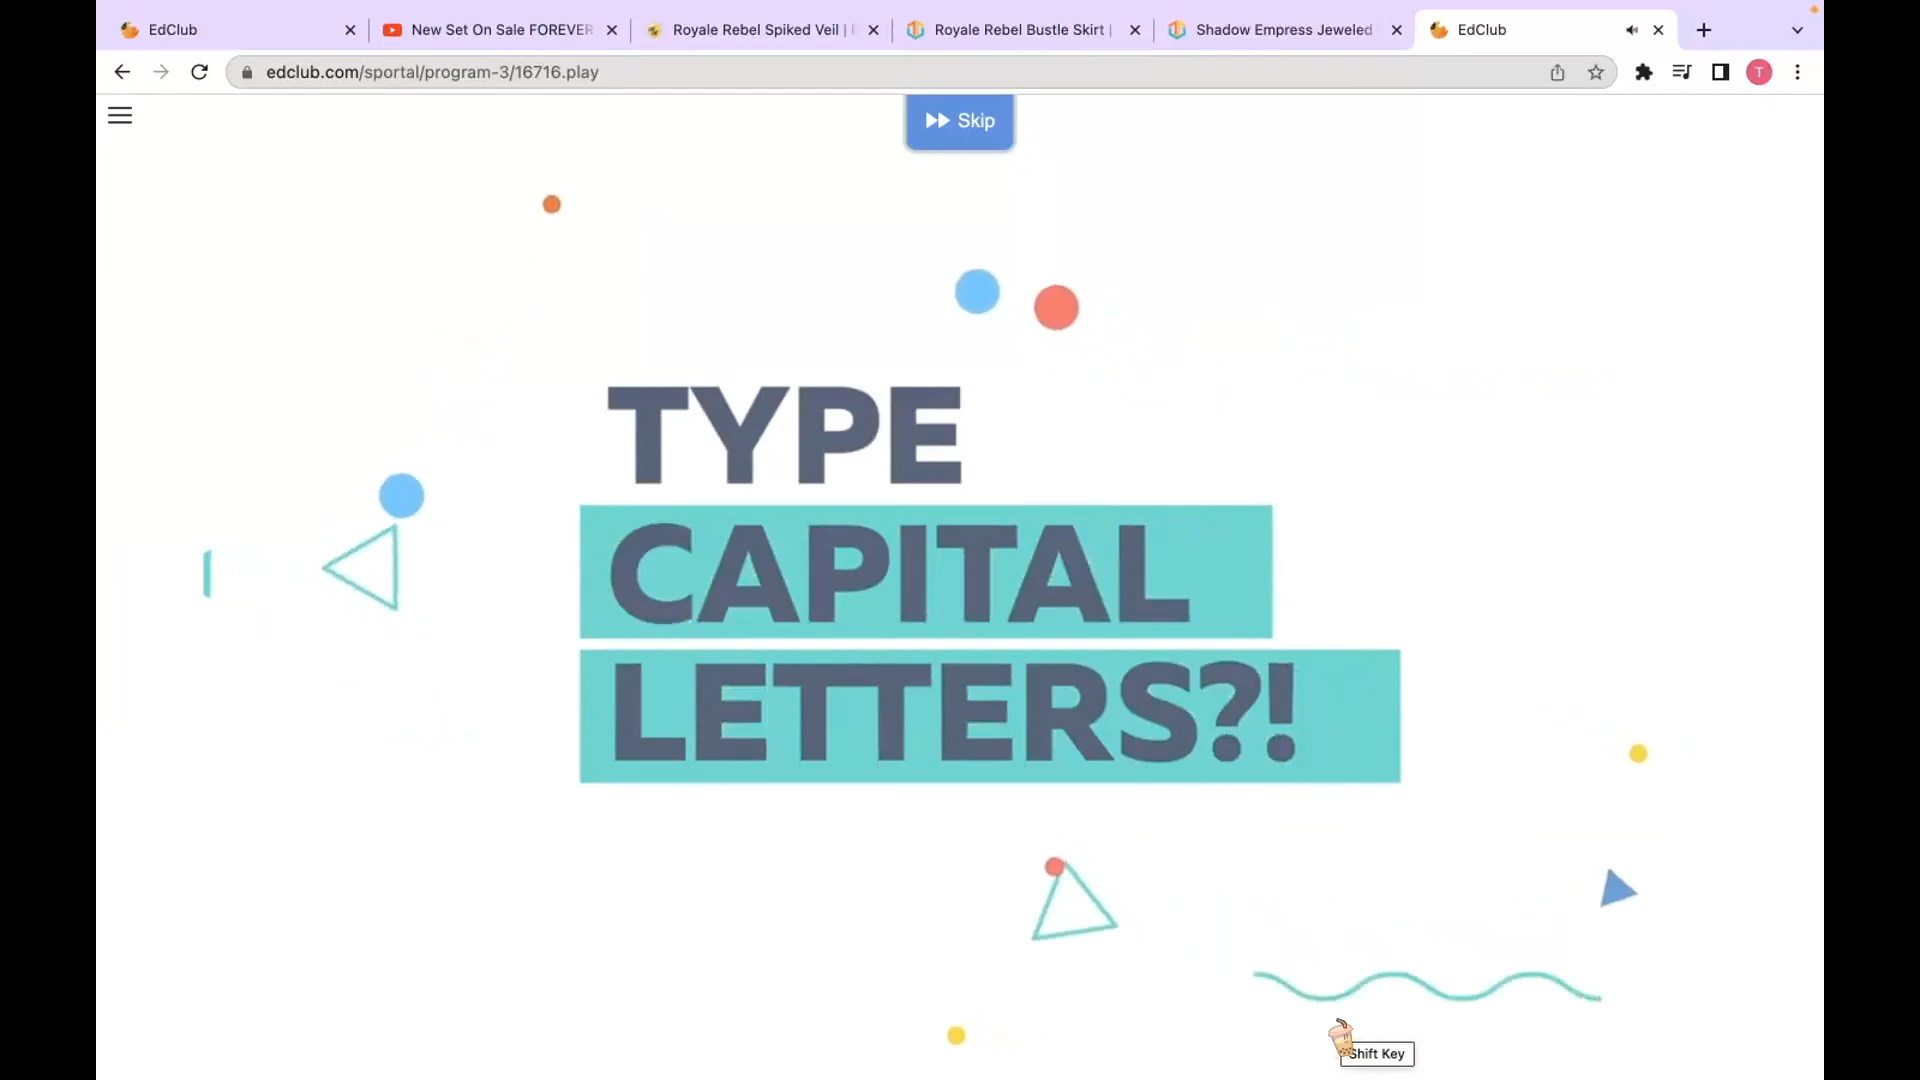 EdClub
New Set On Sale FOREVER
Royale Rebel Spiked Veil |
Royale Rebel Bustle Skirt |
Shadow Empress Jeweled
EdClub
edclub.com/sportal/program-3/16716.play
T
Skip
TYPE
CAPITAL
LETTERS?!
Shift Key